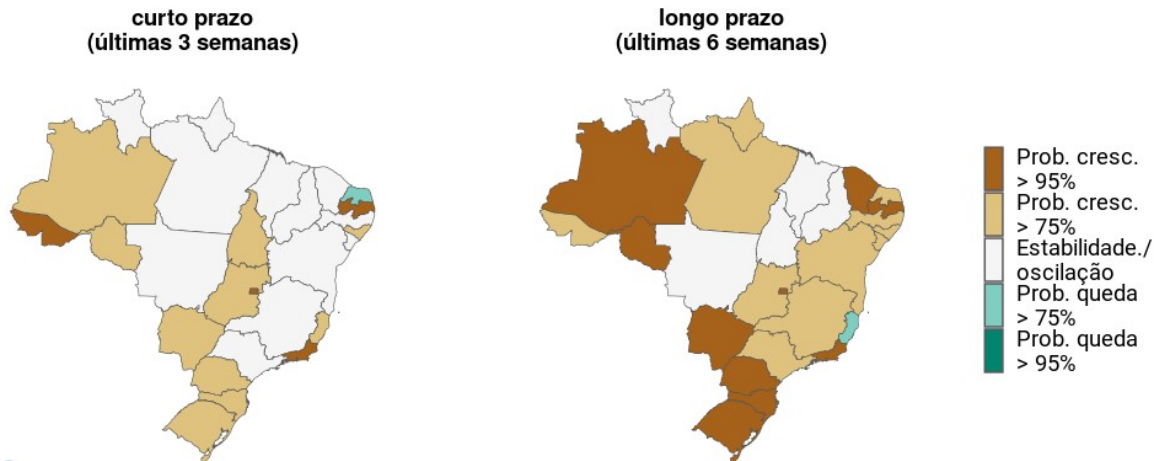 curto prazo
(últimas 3 semanas)
longo prazo
(últimas 6 semanas)
Prob. cresc.
> 95%
Prob. cresc.
> 75%
Estabilidade./
oscilação
Prob. queda
> 75%
Prob. queda
> 95%